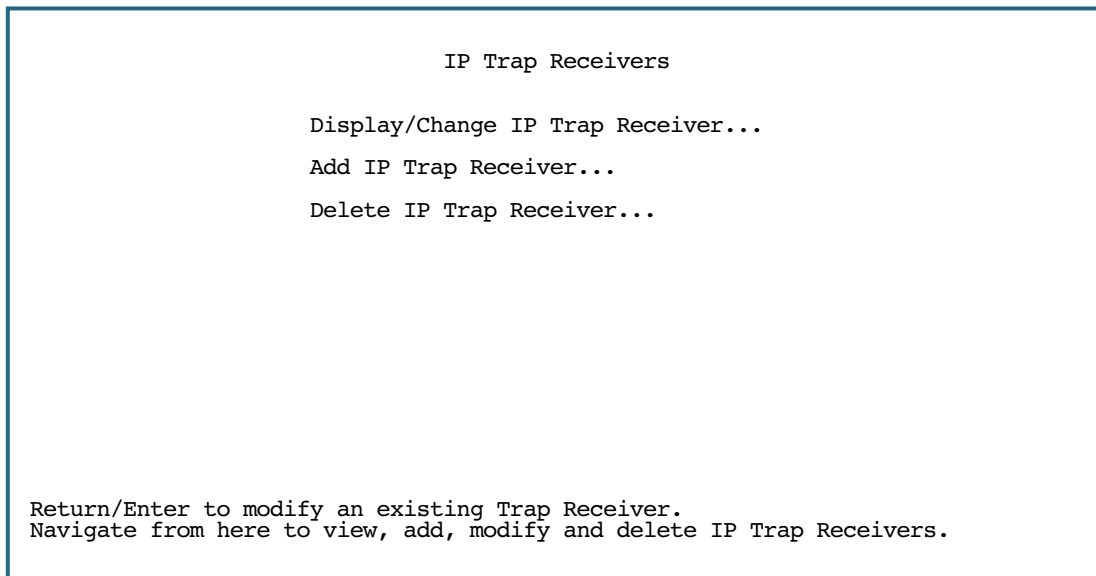 IP Trap Receivers
Display/Change IP Trap Receiver...
Add IP Trap Receiver...
Delete IP Trap Receiver...
Return/Enter to modify an existing Trap Receiver.
Navigate from here to view, add, modify and delete IP Trap Receivers.